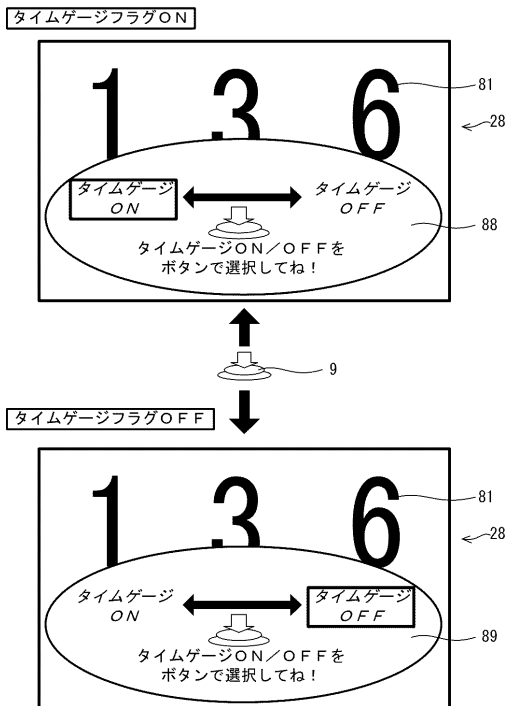 タイムゲージフラグON
1 3 6
81
28
タイムゲージ
ON
タイムゲージ
OFF
88
タイムゲージON/OFFを
ボタンで選択してね!
9
タイムゲージフラグOFF
1 3 6
81
28
タイムゲージ
ON
タイムゲージ
OFF
89
タイムゲージON/OFFを
ボタンで選択してね!